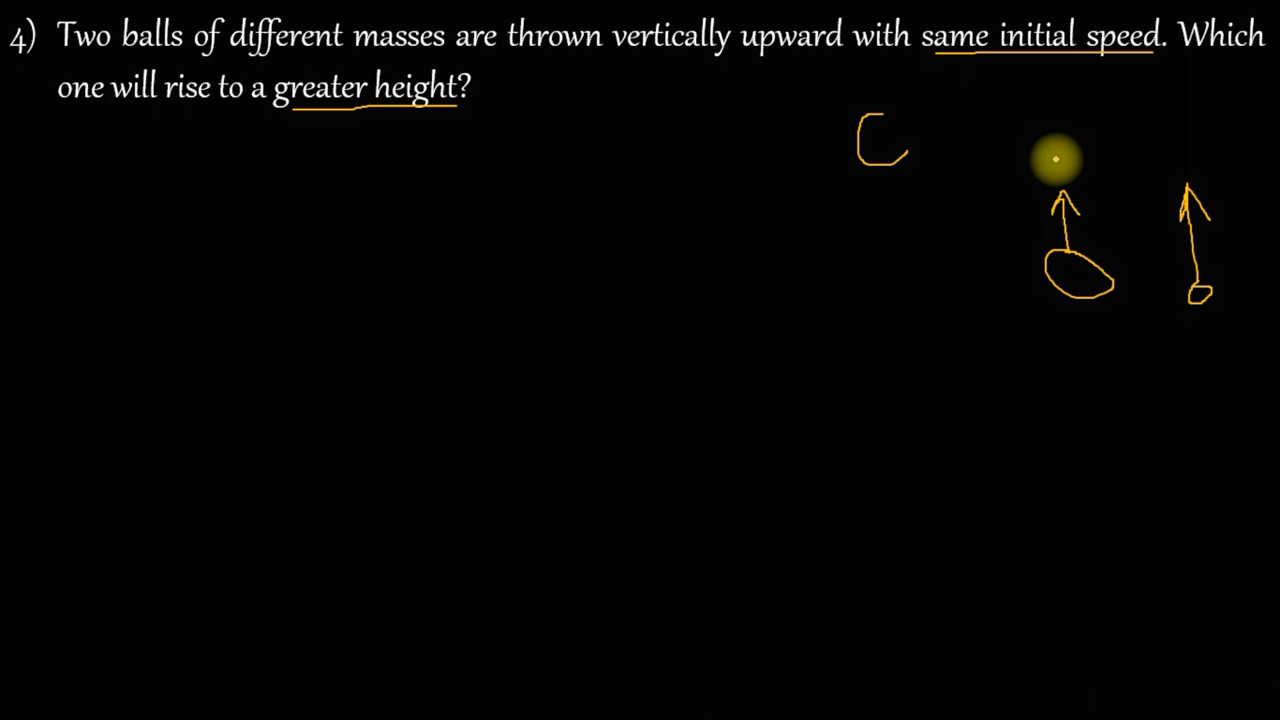 4) Two balls of different masses are thrown vertically upward with same initial speed. Which
one will rise to a greater height?
C